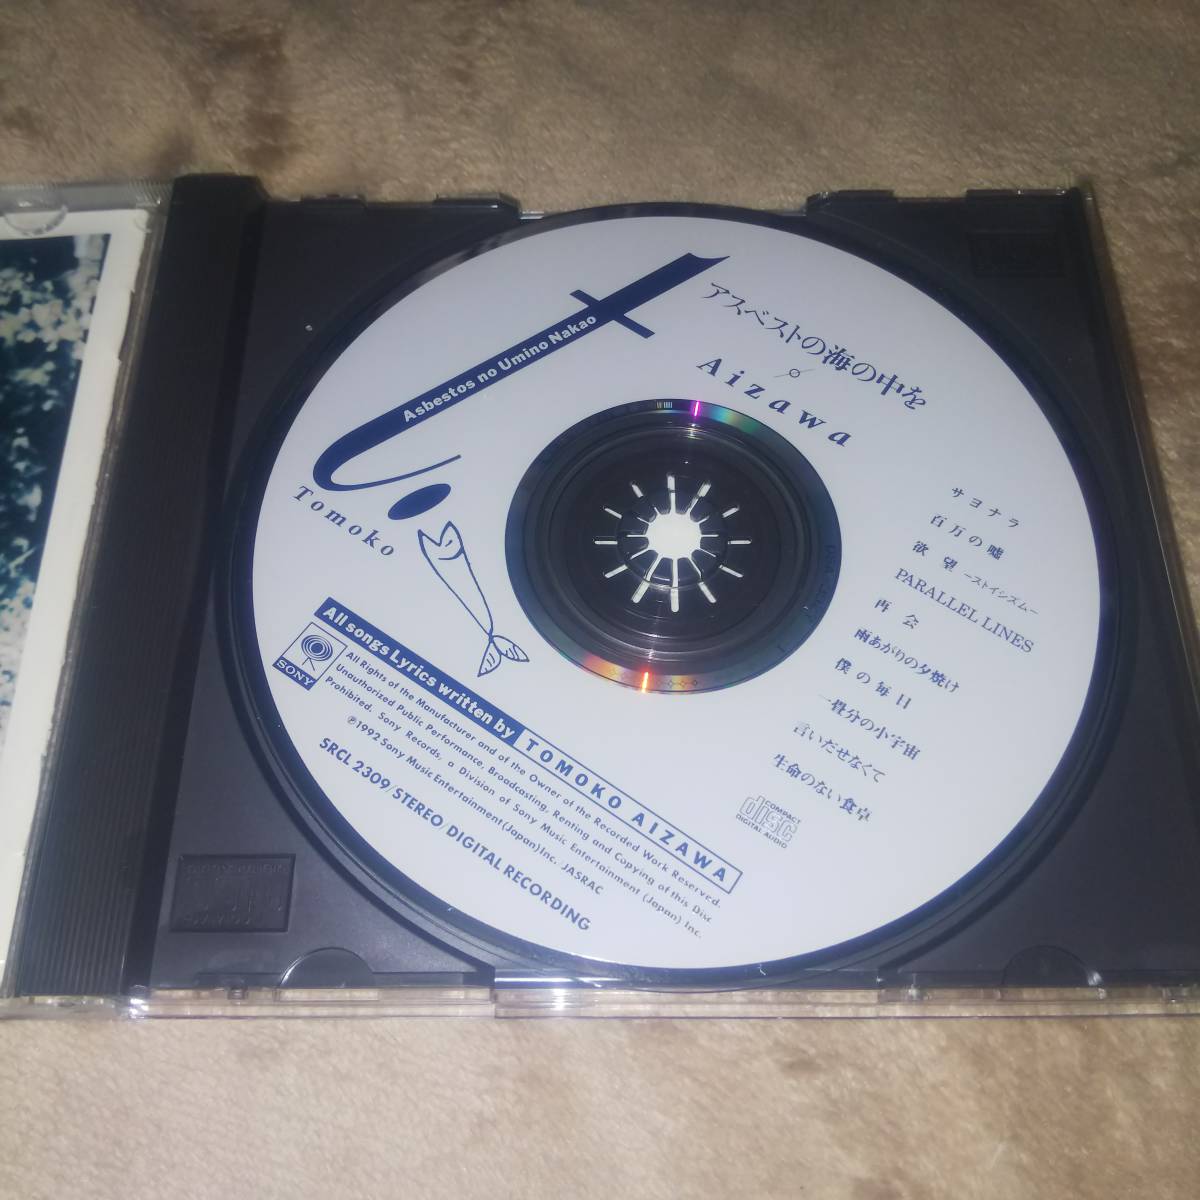 アスベストの海の中を
Aizawa
Asbestos no Umino Nakao
Tomoko
サヨナラ
百万の嘘
欲望 ーストイシズムー
PARALLEL LINES
再会
雨あがりの夕焼け
僕の毎日
一畳分の小宇宙
言いだせなくて
生命のない食卓
COMPACT
disc
DIGITAL AUDIO
All songs Lyrics written by TOMOKO AIZAWA
SONY
All Rights of the Manufacturer and of the Owner of the Recorded Work Reserved.
Unauthorized Public Performance, Broadcasting, Renting and Copying of this Disc
Prohibited. Sony Records, a Division of Sony Music Entertainment (Japan) Inc.
℗1992 Sony Music Entertainment (Japan) Inc. JASRAC
SRCL 2309/STEREO/DIGITAL RECORDING